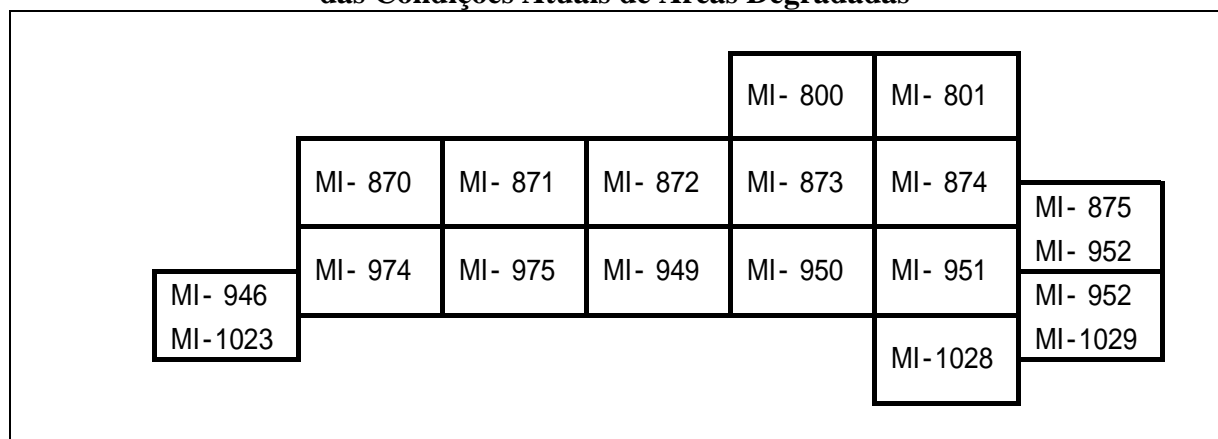 das Condições Atuais de Áreas Degradadas
MI- 800 MI- 801
MI- 870 MI- 871 MI- 872 MI- 873 MI- 874
MI- 875
MI- 952
MI- 974 MI- 975 MI- 949 MI- 950 MI- 951
MI- 946
MI-1023
MI- 952
MI-1029
MI-1028